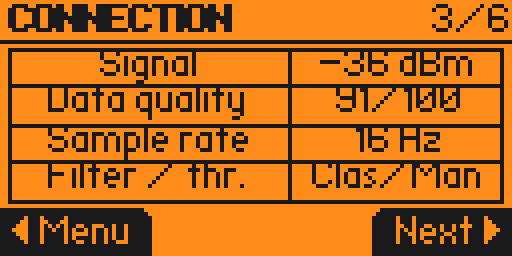 CONNECTION 3/6
Signal -36 dBm
Data quality 91/100
Sample rate 16 Hz
Filter / thr. Clas/Man
Menu Next